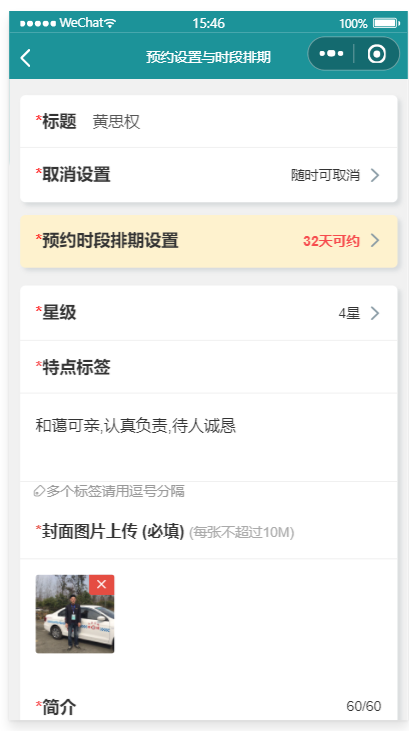 WeChat 15:46 100%
预约设置与时段排期
*标题 黄思权
*取消设置 随时可取消
*预约时段排期设置 32天可约
*星级 4星
*特点标签
和蔼可亲,认真负责,待人诚恳
多个标签请用逗号分隔
*封面图片上传 (必填) (每张不超过10M)
*简介 60/60